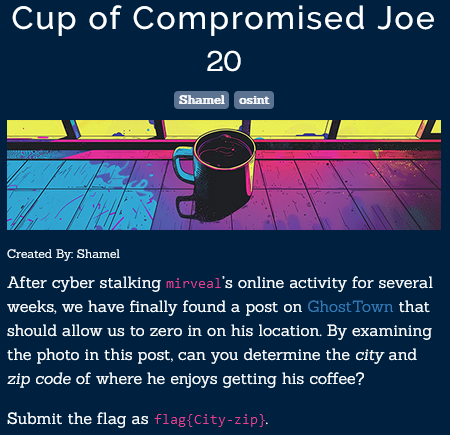 Cup of Compromised Joe
20
Shamel osint
Created By: Shamel
After cyber stalking mirveal's online activity for several
weeks, we have finally found a post on GhostTown that
should allow us to zero in on his location. By examining
the photo in this post, can you determine the city and
zip code of where he enjoys getting his coffee?
Submit the flag as flag{City-zip}.